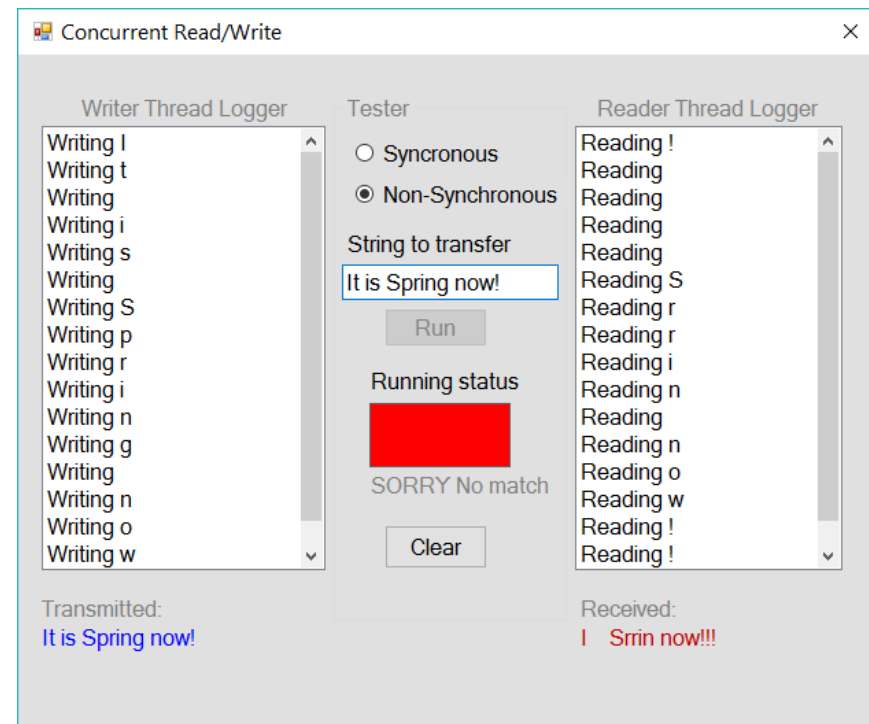 Concurrent Read/Write
Writer Thread Logger
Writing I
Writing t
Writing
Writing i
Writing s
Writing
Writing S
Writing p
Writing r
Writing i
Writing n
Writing g
Writing
Writing n
Writing o
Writing w
Transmitted:
It is Spring now!
Tester
Syncronous
Non-Synchronous
String to transfer
It is Spring now!
Run
Running status
SORRY No match
Clear
Reader Thread Logger
Reading !
Reading
Reading
Reading
Reading
Reading S
Reading r
Reading r
Reading i
Reading n
Reading
Reading n
Reading o
Reading w
Reading !
Reading !
Received:
I    Srrin now!!!